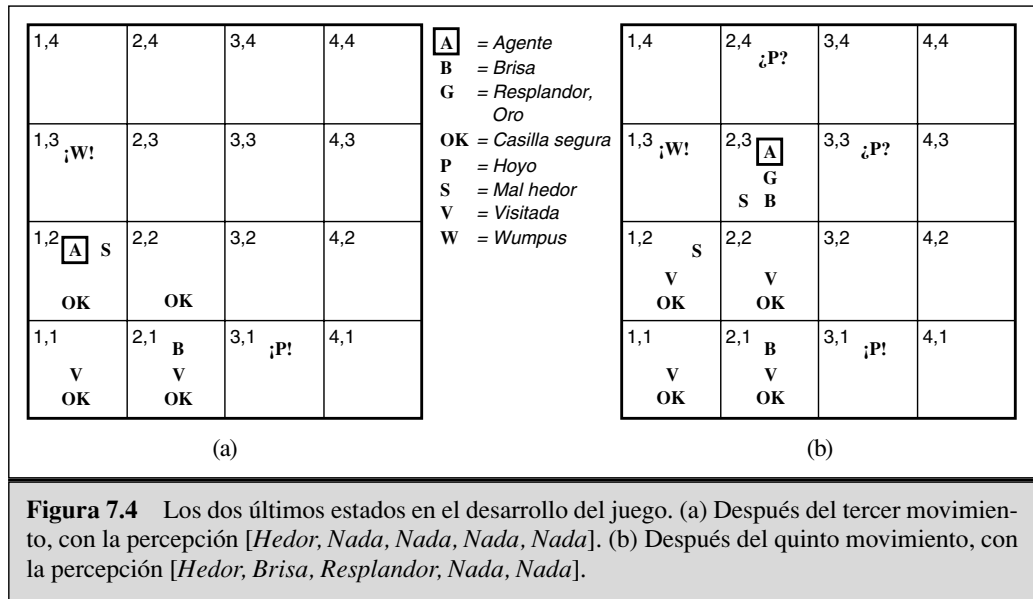 1,4 2,4 3,4 4,4
1,3 ¡W! 2,3 3,3 4,3
1,2 A S 2,2 3,2 4,2
OK OK
1,1 2,1 B 3,1 ¡P! 4,1
V V
OK OK
(a)
A = Agente
B = Brisa
G = Resplandor,
Oro
OK = Casilla segura
P = Hoyo
S = Mal hedor
V = Visitada
W = Wumpus
1,4 2,4 ¿P? 3,4 4,4
1,3 ¡W! 2,3 A 3,3 ¿P? 4,3
G
S B
1,2 S 2,2 3,2 4,2
V V
OK OK
1,1 2,1 B 3,1 ¡P! 4,1
V V
OK OK
(b)
Figura 7.4 Los dos últimos estados en el desarrollo del juego. (a) Después del tercer movimien-
to, con la percepción [Hedor, Nada, Nada, Nada, Nada]. (b) Después del quinto movimiento, con
la percepción [Hedor, Brisa, Resplandor, Nada, Nada].